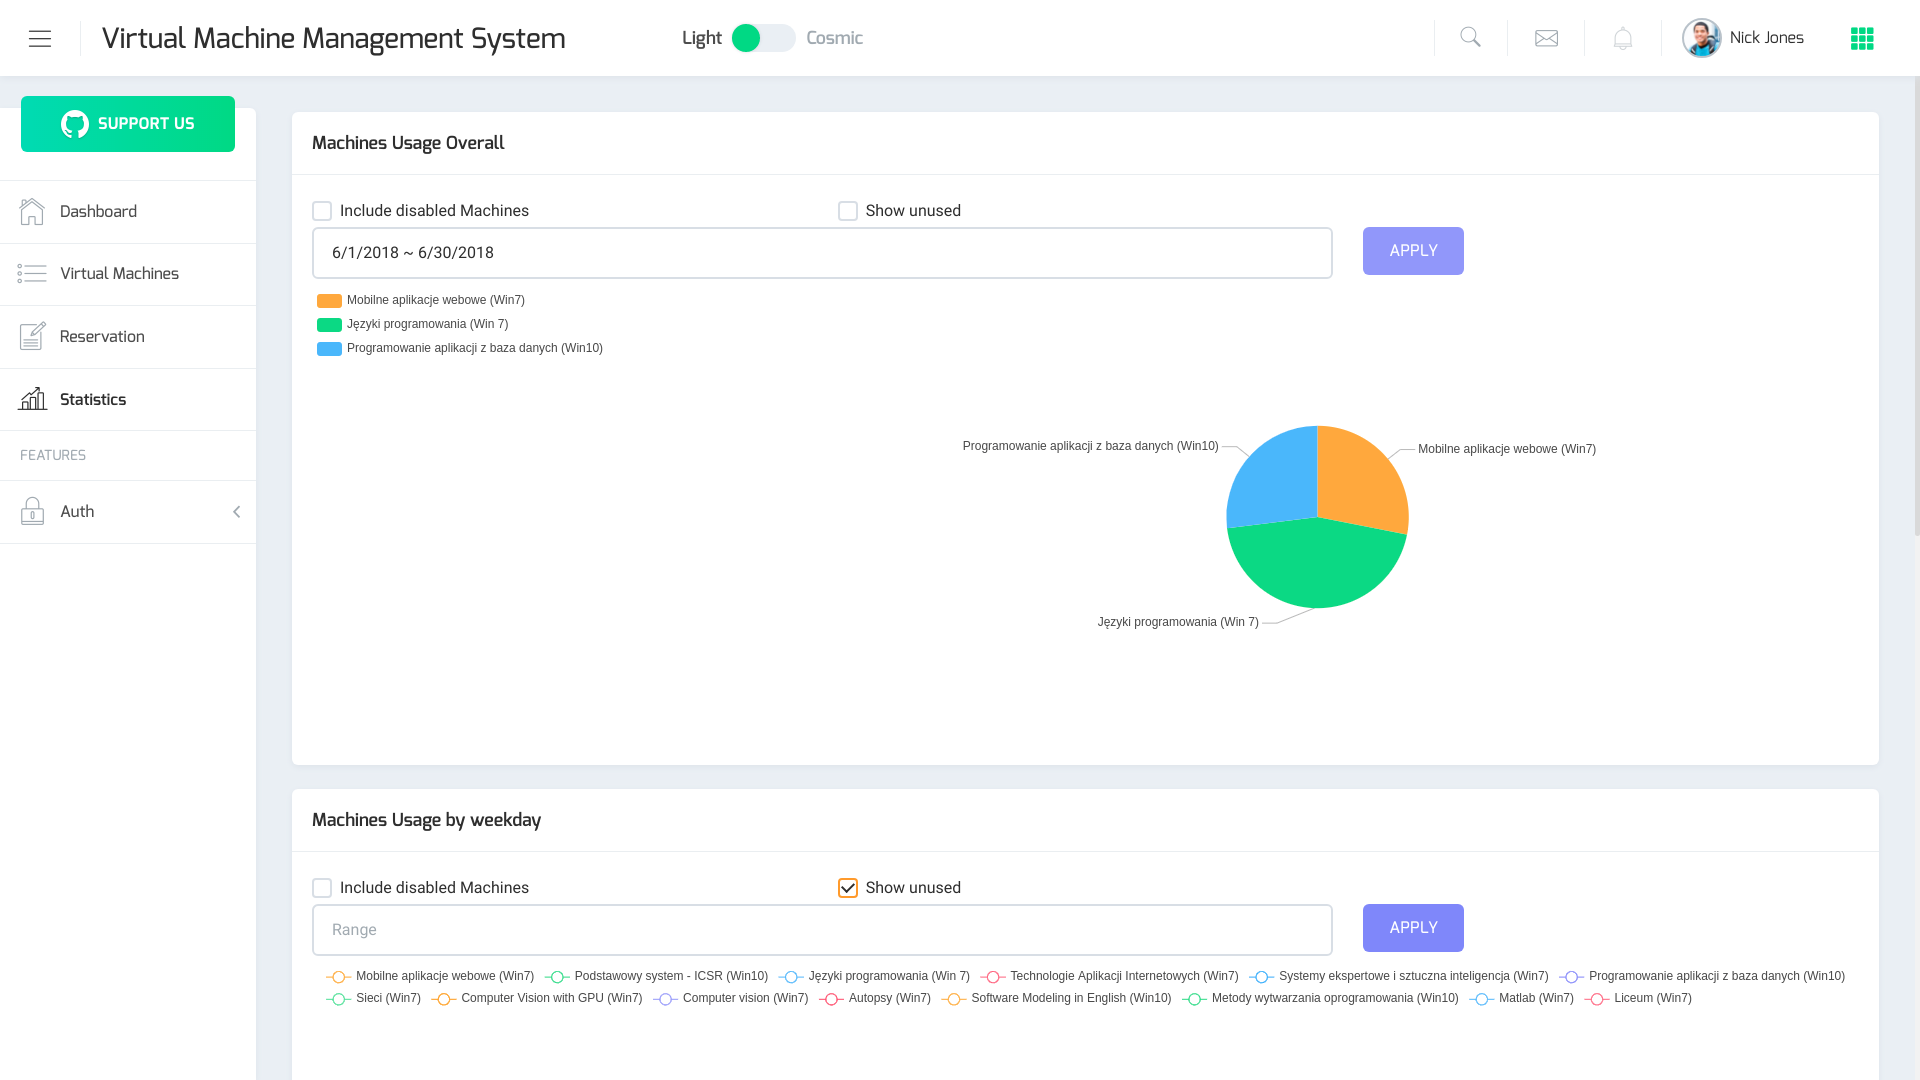 Virtual Machine Management System
Light
Cosmic
Nick Jones
SUPPORT US
Dashboard
Virtual Machines
Reservation
Statistics
FEATURES
Auth
Machines Usage Overall
Include disabled Machines
Show unused
6/1/2018 ~ 6/30/2018
APPLY
Mobilne aplikacje webowe (Win7)
Języki programowania (Win 7)
Programowanie aplikacji z baza danych (Win10)
Programowanie aplikacji z baza danych (Win10)
Mobilne aplikacje webowe (Win7)
Języki programowania (Win 7)
Machines Usage by weekday
Include disabled Machines
Show unused
Range
APPLY
Mobilne aplikacje webowe (Win7) Podstawowy system - ICSR (Win10) Języki programowania (Win 7) Technologie Aplikacji Internetowych (Win7) Systemy ekspertowe i sztuczna inteligencja (Win7) Programowanie aplikacji z baza danych (Win10)
Sieci (Win7) Computer Vision with GPU (Win7) Computer vision (Win7) Autopsy (Win7) Software Modeling in English (Win10) Metody wytwarzania oprogramowania (Win10) Matlab (Win7) Liceum (Win7)